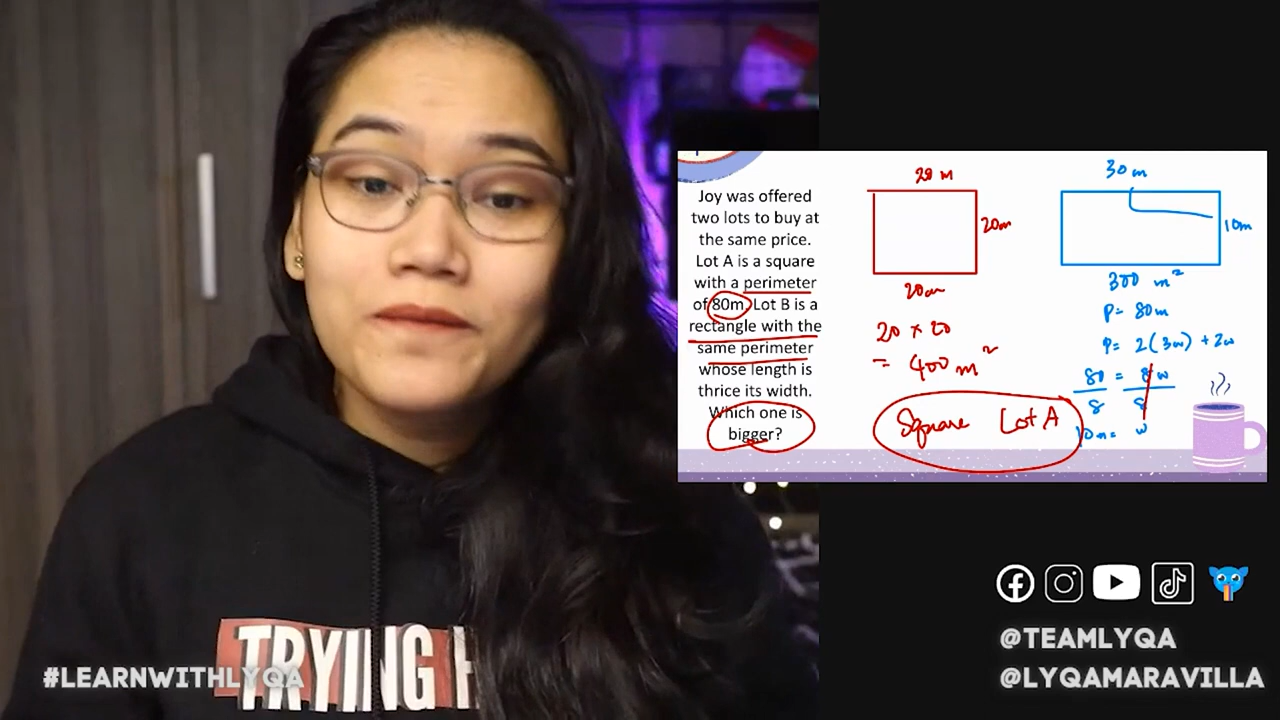 Joy was offered
two lots to buy at
the same price.
Lot A is a square
with a perimeter
of 80m. Lot B is a
rectangle with the
same perimeter
whose length is
thrice its width.
Which one is
bigger?
20 m
20m
20m
20 × 20
= 400 m²
Square Lot A
30m
10m
300 m²
P= 80m
P= 2(3w) + 2w
80 = 8w
8 8
10m = w
TRYING
#LEARNWITHLYQA
@TEAMLYQA
@LYQAMARAVILLA